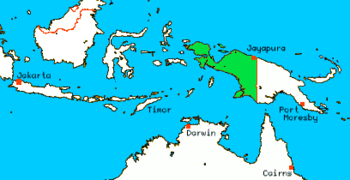 Jayapura
Jakarta
Timor
Port
Moresby
Darwin
Cairns